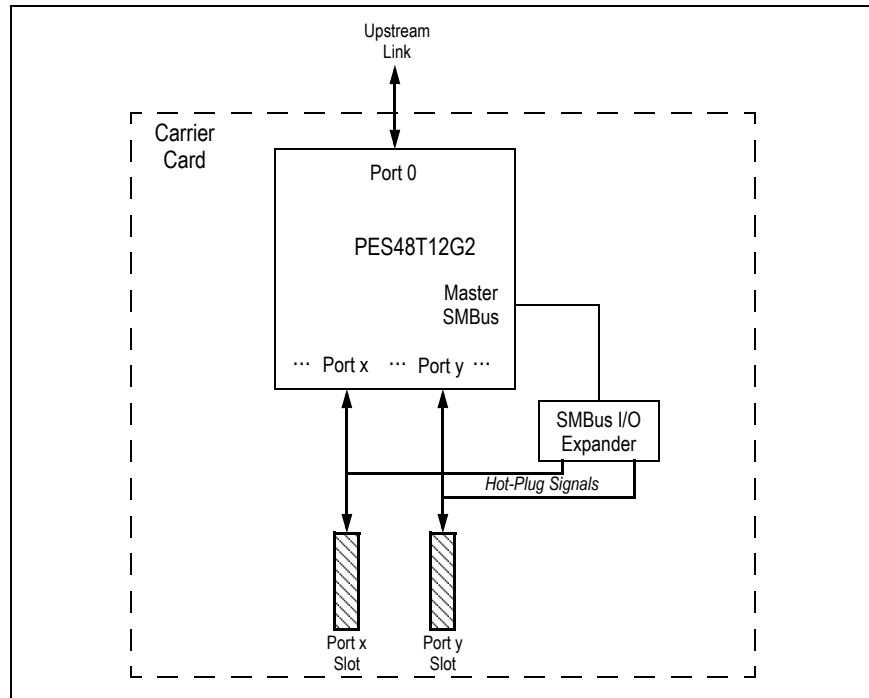 Upstream
Link
Carrier
Card
Port 0
PES48T12G2
Master
SMBus
... Port x ... Port y ...
SMBus I/O
Expander
Hot-Plug Signals
Port x
Slot
Port y
Slot